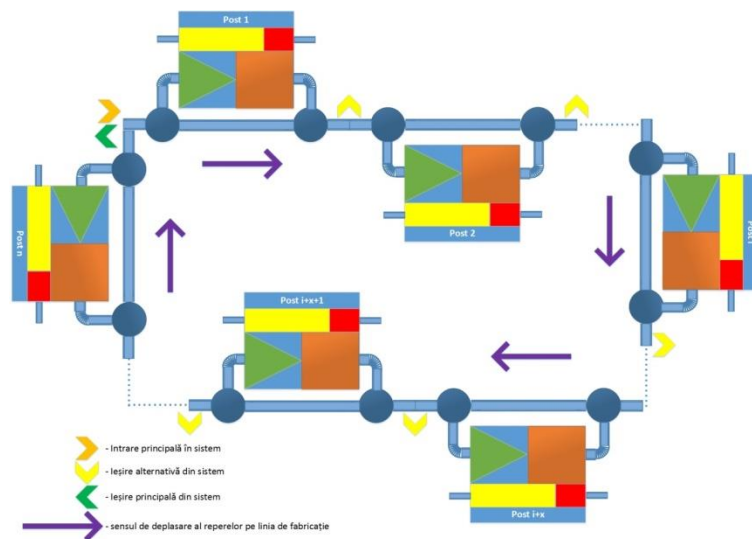 Post 1
Post 2
Post i
Post n
Post i+x+1
Post i+x
- Intrare principală în sistem
- Ieșire alternativă din sistem
- Ieșire principală din sistem
- sensul de deplasare al reperelor pe linia de fabricație